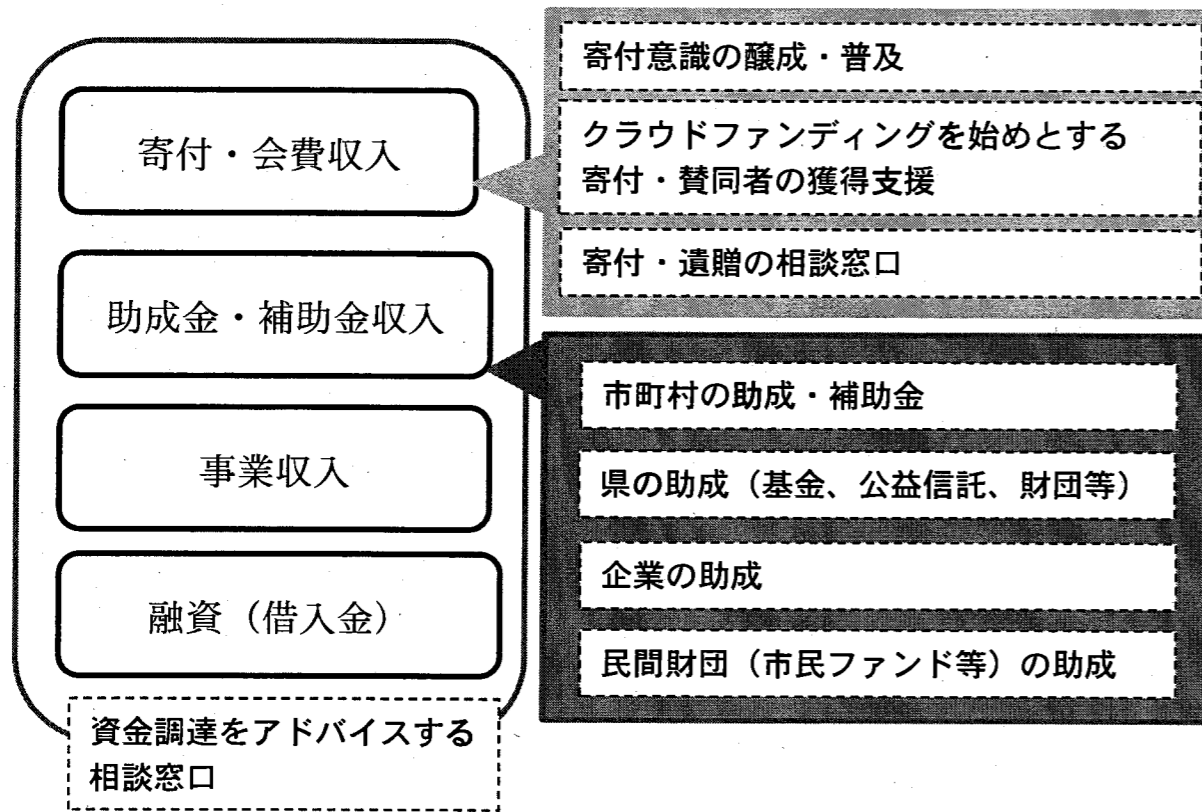 寄付・会費収入
助成金・補助金収入
事業収入
融資（借入金）
資金調達をアドバイスする
相談窓口
寄付意識の醸成・普及
クラウドファンディングを始めとする
寄付・賛同者の獲得支援
寄付・遺贈の相談窓口
市町村の助成・補助金
県の助成（基金、公益信託、財団等）
企業の助成
民間財団（市民ファンド等）の助成